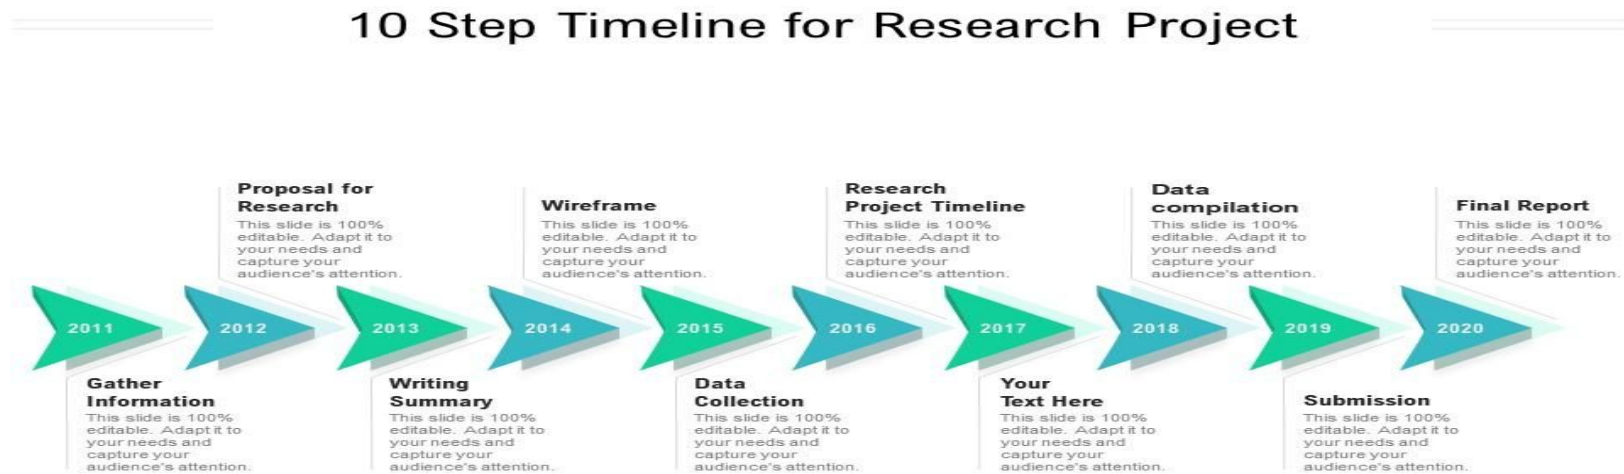 10 Step Timeline for Research Project
Proposal for
Research
This slide is 100%
editable. Adapt it to
your needs and
capture your
audience's attention.
Wireframe
This slide is 100%
editable. Adapt it to
your needs and
capture your
audience's attention.
Research
Project Timeline
This slide is 100%
editable. Adapt it to
your needs and
capture your
audience's attention.
Data
compilation
This slide is 100%
editable. Adapt it to
your needs and
capture your
audience's attention.
Final Report
This slide is 100%
editable. Adapt it to
your needs and
capture your
audience's attention.
2011
2012
2013
2014
2015
2016
2017
2018
2019
2020
Gather
Information
This slide is 100%
editable. Adapt it to
your needs and
capture your
audience's attention.
Writing
Summary
This slide is 100%
editable. Adapt it to
your needs and
capture your
audience's attention.
Data
Collection
This slide is 100%
editable. Adapt it to
your needs and
capture your
audience's attention.
Your
Text Here
This slide is 100%
editable. Adapt it to
your needs and
capture your
audience's attention.
Submission
This slide is 100%
editable. Adapt it to
your needs and
capture your
audience's attention.